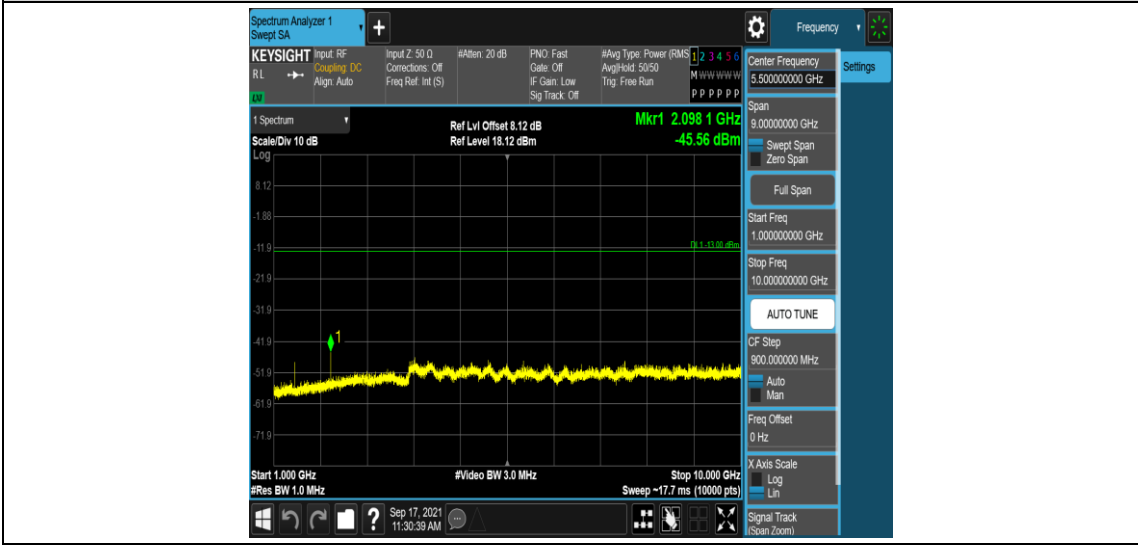 Spectrum Analyzer 1
Swept SA
+
Frequency
KEYSIGHT
RL
LM
Input: RF
Coupling: DC
Align: Auto
Input Z: 50 Ω
Corrections: Off
Freq Ref: Int (S)
#Atten: 20 dB
PNO: Fast
Gate: Off
IF Gain: Low
Sig Track: Off
#Avg Type: Power (RMS
Avg|Hold: 50/50
Trig: Free Run
1 2 3 4 5 6
M W W W W W
P P P P P P
1 Spectrum
Scale/Div 10 dB
Log
Ref Lvl Offset 8.12 dB
Ref Level 18.12 dBm
Mkr1 2.098 1 GHz
-45.56 dBm
8.12
-1.88
-11.9
-21.9
-31.9
-41.9
-51.9
-61.9
-71.9
DL1 -13.00 dBm
1
Start 1.000 GHz
#Res BW 1.0 MHz
#Video BW 3.0 MHz
Stop 10.000 GHz
Sweep ~17.7 ms (10000 pts)
?
Sep 17, 2021
11:30:39 AM
Center Frequency
5.500000000 GHz
Settings
Span
9.00000000 GHz
Swept Span
Zero Span
Full Span
Start Freq
1.000000000 GHz
Stop Freq
10.000000000 GHz
AUTO TUNE
CF Step
900.000000 MHz
Auto
Man
Freq Offset
0 Hz
X Axis Scale
Log
Lin
Signal Track
(Span Zoom)